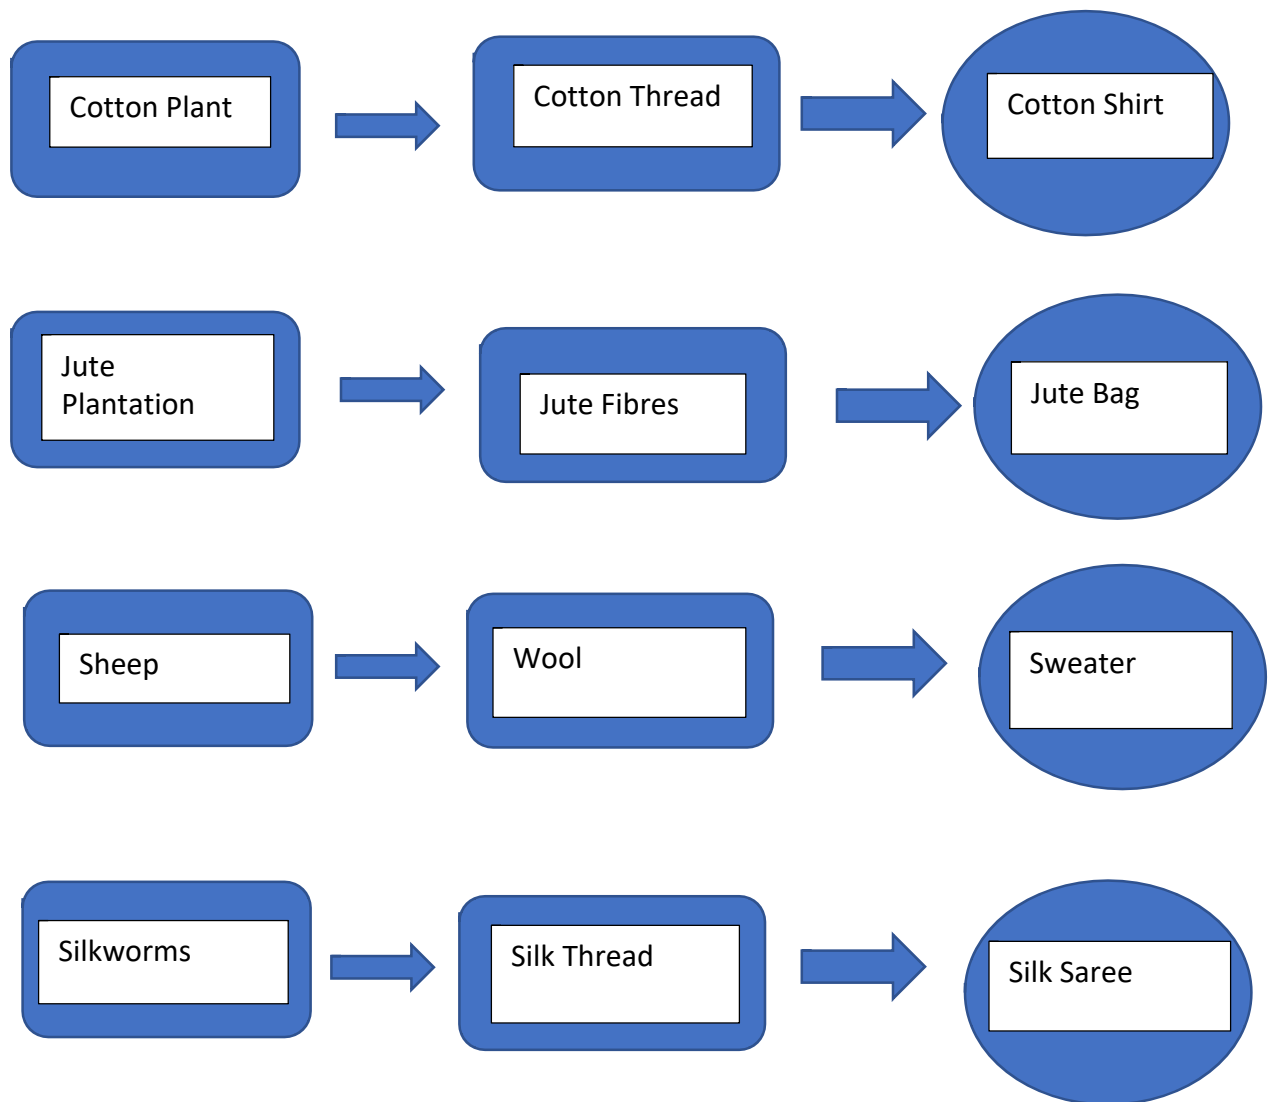 Cotton Plant
Cotton Thread
Cotton Shirt
Jute
Plantation
Jute Fibres
Jute Bag
Sheep
Wool
Sweater
Silkworms
Silk Thread
Silk Saree